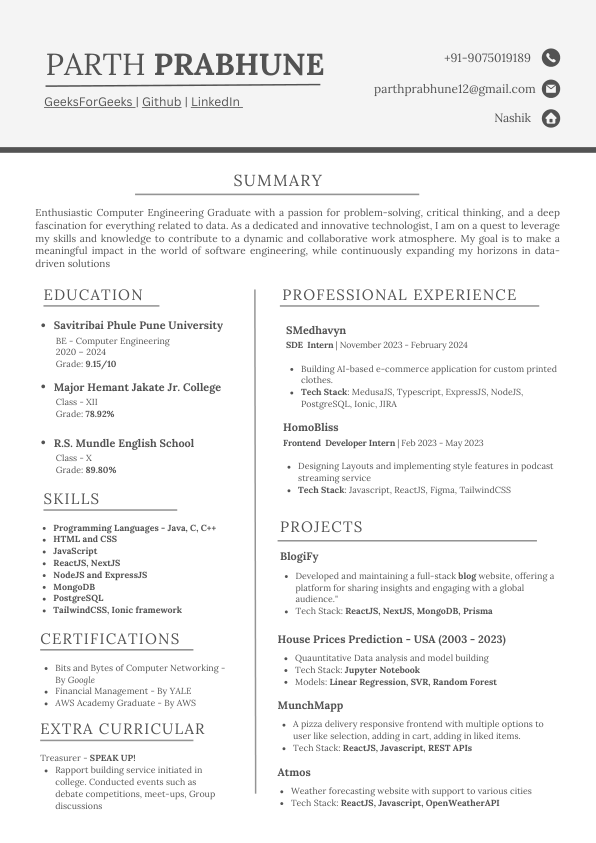 PARTH PRABHUNE
GeeksForGeeks | Github | LinkedIn
+91-9075019189
parthprabhune12@gmail.com
Nashik
SUMMARY
Enthusiastic Computer Engineering Graduate with a passion for problem-solving, critical thinking, and a deep
fascination for everything related to data. As a dedicated and innovative technologist, I am on a quest to leverage
my skills and knowledge to contribute to a dynamic and collaborative work atmosphere. My goal is to make a
meaningful impact in the world of software engineering, while continuously expanding my horizons in data-
driven solutions
EDUCATION
• Savitribai Phule Pune University
BE - Computer Engineering
2020 – 2024
Grade: 9.15/10
• Major Hemant Jakate Jr. College
Class - XII
Grade: 78.92%
• R.S. Mundle English School
Class - X
Grade: 89.80%
SKILLS
• Programming Languages - Java, C, C++
• HTML and CSS
• JavaScript
• ReactJS, NextJS
• NodeJS and ExpressJS
• MongoDB
• PostgreSQL
• TailwindCSS, Ionic framework
CERTIFICATIONS
• Bits and Bytes of Computer Networking -
By Google
• Financial Management - By YALE
• AWS Academy Graduate - By AWS
EXTRA CURRICULAR
Treasurer - SPEAK UP!
• Rapport building service initiated in
college. Conducted events such as
debate competitions, meet-ups, Group
discussions
PROFESSIONAL EXPERIENCE
SMedhavyn
SDE Intern | November 2023 - February 2024
• Building AI-based e-commerce application for custom printed
clothes.
• Tech Stack: MedusaJS, Typescript, ExpressJS, NodeJS,
PostgreSQL, Ionic, JIRA
HomoBliss
Frontend Developer Intern | Feb 2023 - May 2023
• Designing Layouts and implementing style features in podcast
streaming service
• Tech Stack: Javascript, ReactJS, Figma, TailwindCSS
PROJECTS
BlogiFy
• Developed and maintaining a full-stack blog website, offering a
platform for sharing insights and engaging with a global
audience."
• Tech Stack: ReactJS, NextJS, MongoDB, Prisma
House Prices Prediction - USA (2003 - 2023)
• Quauntitative Data analysis and model building
• Tech Stack: Jupyter Notebook
• Models: Linear Regression, SVR, Random Forest
MunchMapp
• A pizza delivery responsive frontend with multiple options to
user like selection, adding in cart, adding in liked items.
• Tech Stack: ReactJS, Javascript, REST APIs
Atmos
• Weather forecasting website with support to various cities
• Tech Stack: ReactJS, Javascript, OpenWeatherAPI